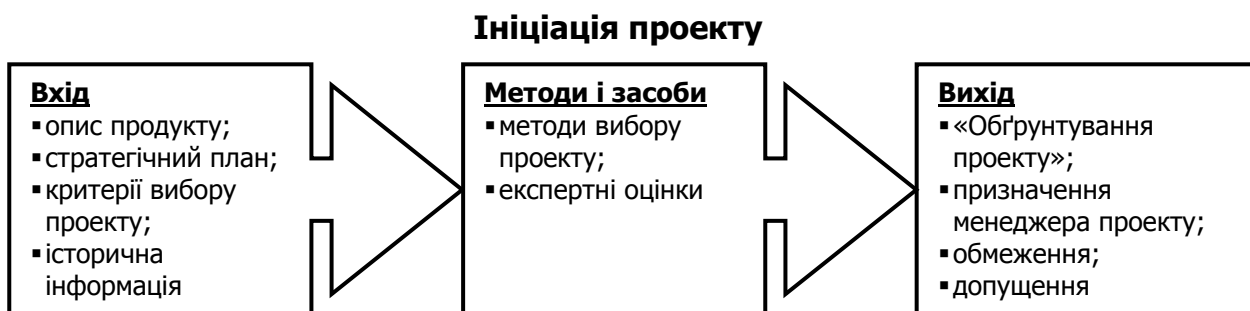 Ініціація проекту
Вхід
▪опис продукту;
▪стратегічний план;
▪критерії вибору
проекту;
▪історична
інформація
Методи і засоби
▪методи вибору
проекту;
▪експертні оцінки
Вихід
▪«Обґрунтування
проекту»;
▪призначення
менеджера проекту;
▪обмеження;
▪допущення